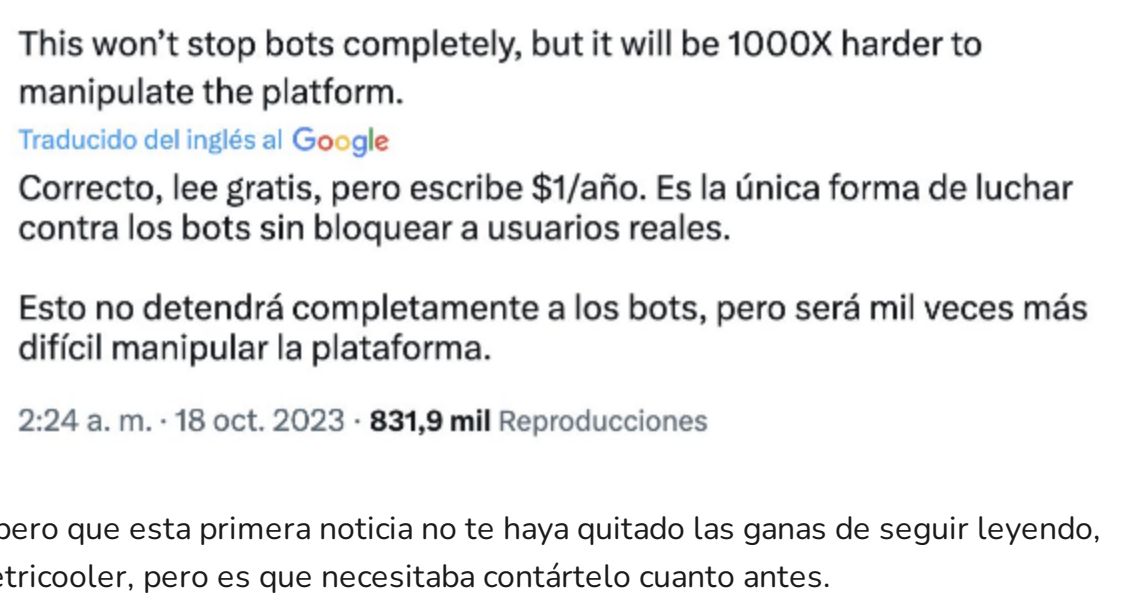 This won’t stop bots completely, but it will be 1000X harder to
manipulate the platform.
Traducido del inglés al Google
Correcto, lee gratis, pero escribe $1/año. Es la única forma de luchar
contra los bots sin bloquear a usuarios reales.
Esto no detendrá completamente a los bots, pero será mil veces más
difícil manipular la plataforma.
2:24 a. m. · 18 oct. 2023 · 831,9 mil Reproducciones
pero que esta primera noticia no te haya quitado las ganas de seguir leyendo,
etricooler, pero es que necesitaba contártelo cuanto antes.